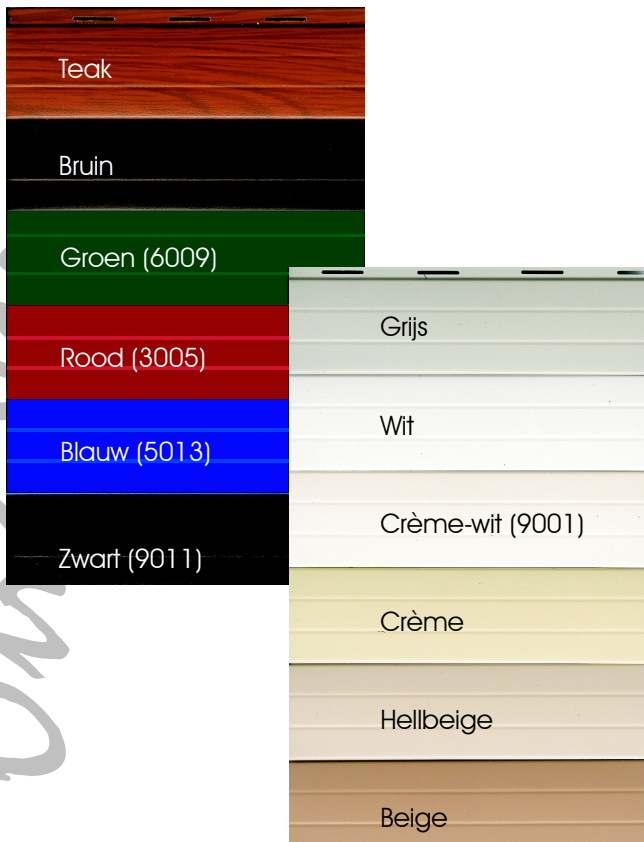 Teak
Bruin
Groen (6009)
Rood (3005)
Blauw (5013)
Zwart (9011)
Grijs
Wit
Crème-wit (9001)
Crème
Hellbeige
Beige